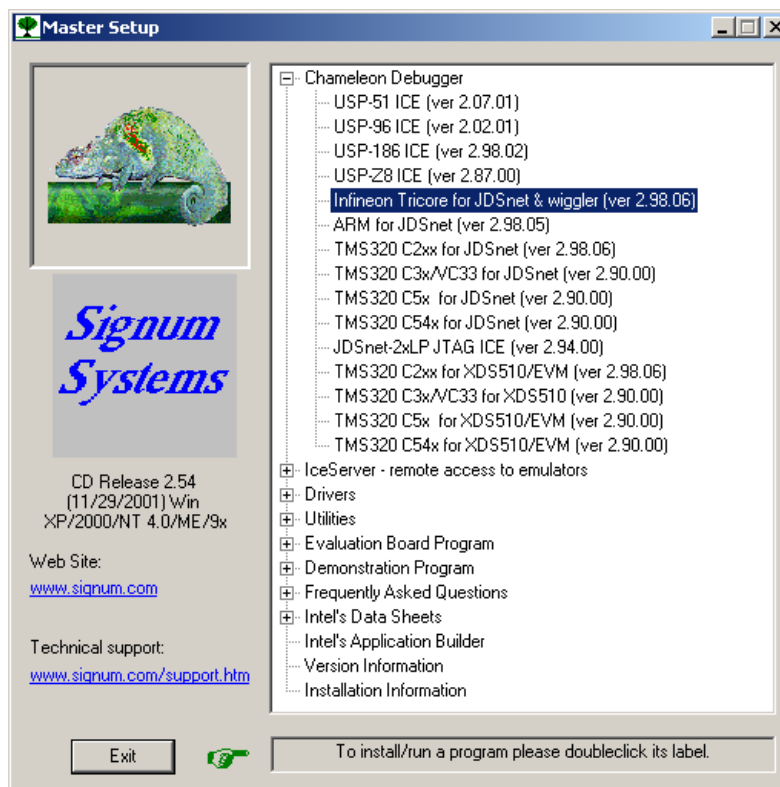 Master Setup
Chameleon Debugger
USP-51 ICE (ver 2.07.01)
USP-96 ICE (ver 2.02.01)
USP-186 ICE (ver 2.98.02)
USP-Z8 ICE (ver 2.87.00)
Infineon Tricore for JDSnet & wiggler (ver 2.98.06)
ARM for JDSnet (ver 2.98.05)
TMS320 C2xx for JDSnet (ver 2.98.06)
TMS320 C3x/VC33 for JDSnet (ver 2.90.00)
TMS320 C5x  for JDSnet (ver 2.90.00)
TMS320 C54x for JDSnet (ver 2.90.00)
JDSnet-2xLP JTAG ICE (ver 2.94.00)
TMS320 C2xx for XDS510/EVM (ver 2.98.06)
TMS320 C3x/VC33 for XDS510 (ver 2.90.00)
TMS320 C5x  for XDS510/EVM (ver 2.90.00)
TMS320 C54x for XDS510/EVM (ver 2.90.00)
IceServer - remote access to emulators
Drivers
Utilities
Evaluation Board Program
Demonstration Program
Frequently Asked Questions
Intel's Data Sheets
Intel's Application Builder
Version Information
Installation Information
Signum
Systems
CD Release 2.54
(11/29/2001) Win
XP/2000/NT 4.0/ME/9x
Web Site:
www.signum.com
Technical support:
www.signum.com/support.htm
Exit
To install/run a program please doubleclick its label.